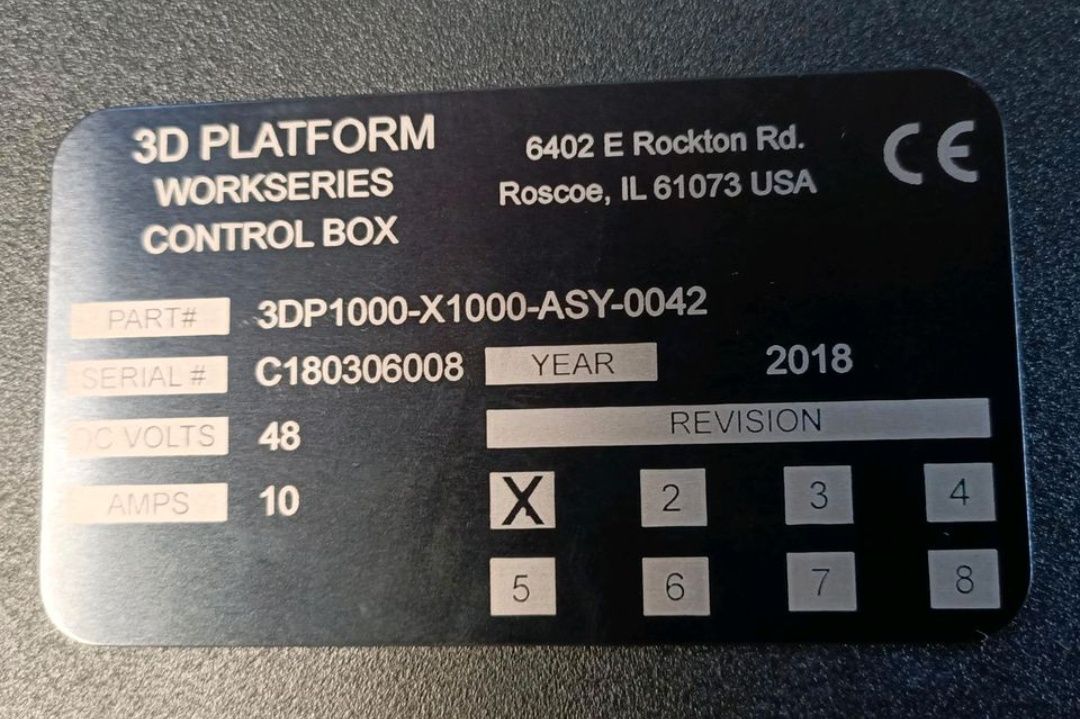 3D PLATFORM
WORKSERIES
CONTROL BOX
6402 E Rockton Rd.
Roscoe, IL 61073 USA
CE
PART# 3DP1000-X1000-ASY-0042
SERIAL # C180306008 YEAR 2018
DC VOLTS 48
REVISION
AMPS 10
X 2 3 4
5 6 7 8